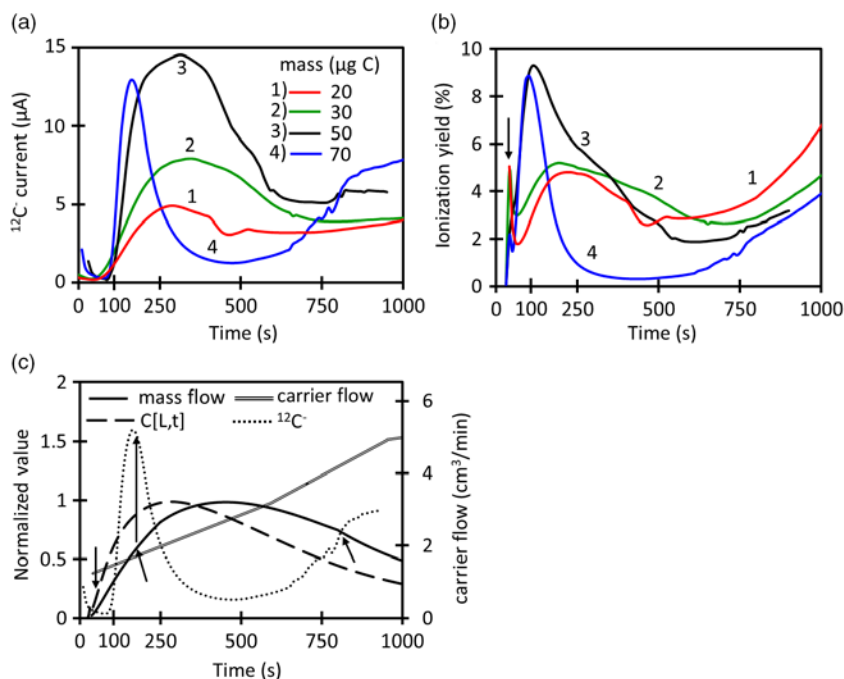 (a)
15
10
5
0
¹²C⁻ current (µA)
mass (µg C)
1) 20
2) 30
3) 50
4) 70
3
2
1
4
0 100 250 500 750 1000
Time (s)
(b)
10
8
6
4
2
0
Ionization yield (%)
3
2
1
4
0 100 250 500 750 1000
Time (s)
(c)
2
1.5
1
0.5
0
Normalized value
mass flow carrier flow
C[L,t] ¹²C⁻
6
4
2
0
carrier flow (cm³/min)
0 100 250 500 750 1000
Time (s)